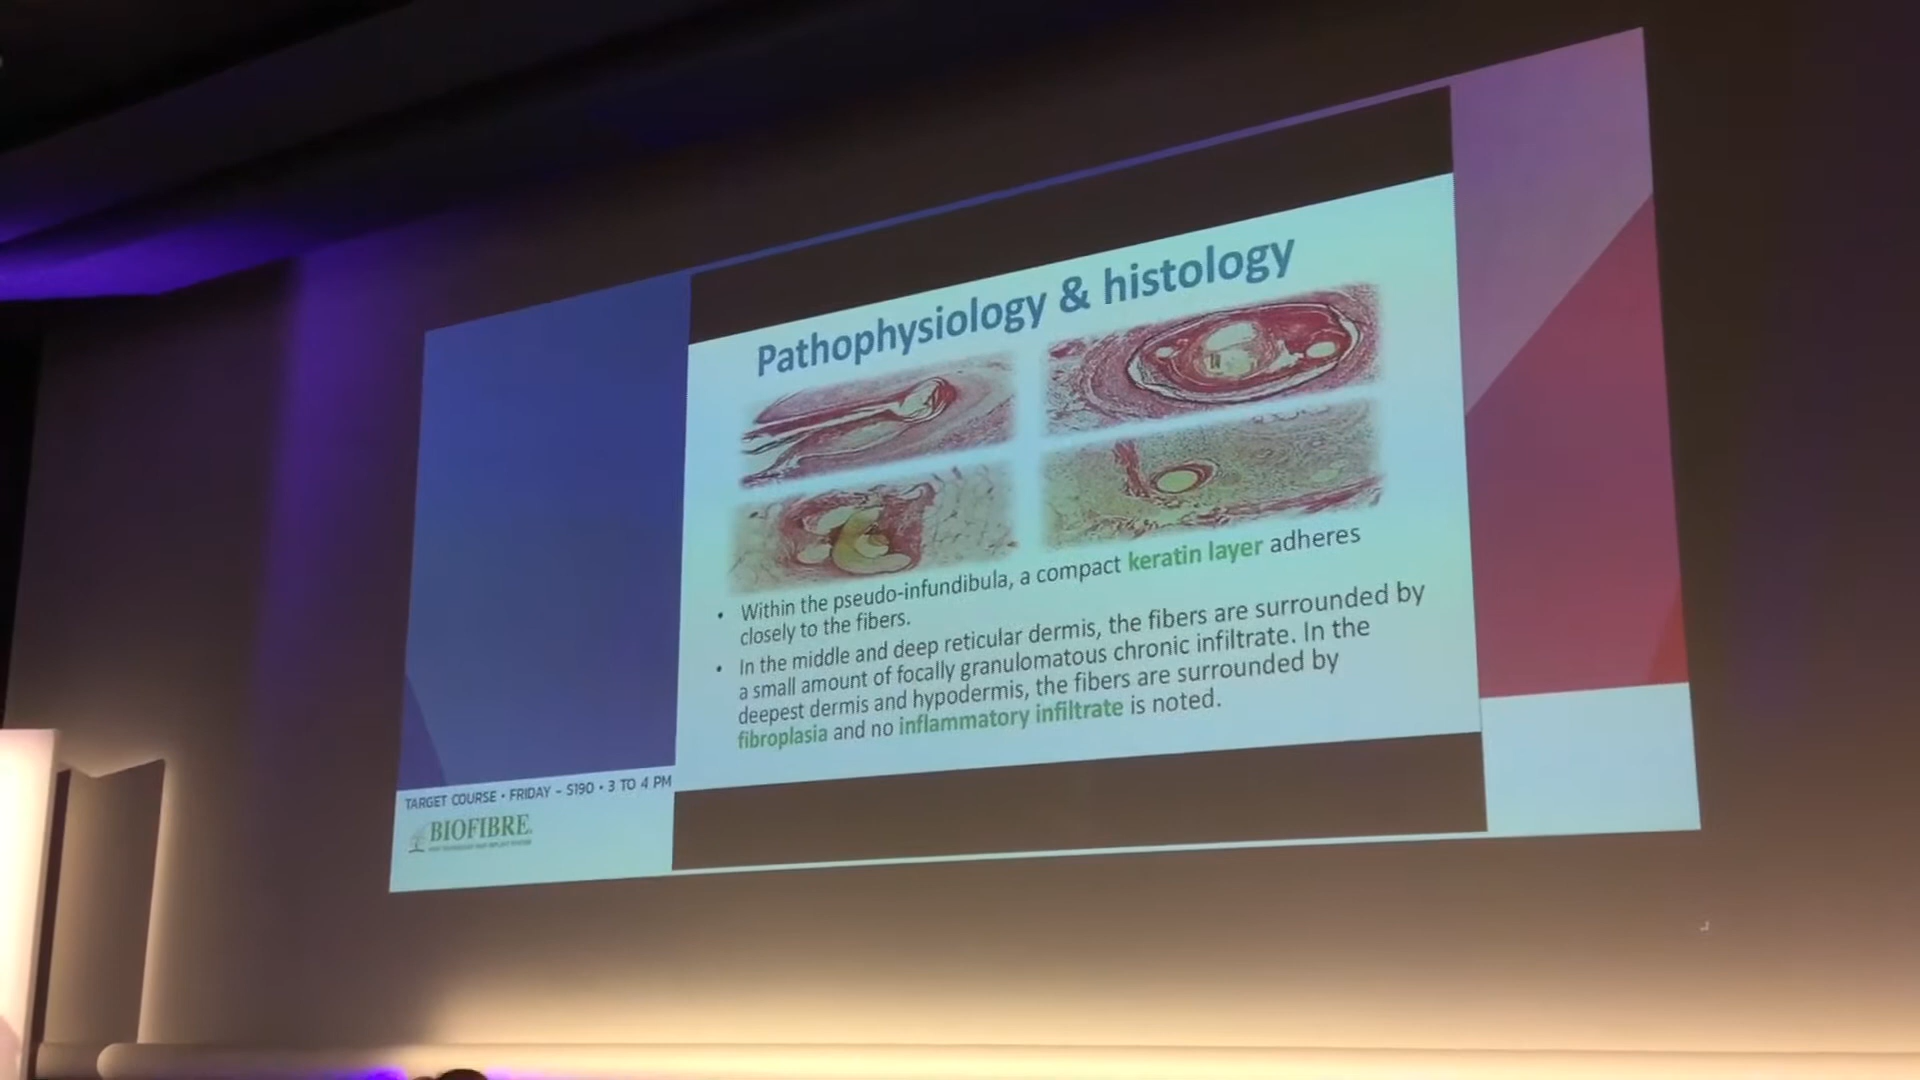 Pathophysiology & histology
• Within the pseudo-infundibula, a compact keratin layer adheres
closely to the fibers.
• In the middle and deep reticular dermis, the fibers are surrounded by
a small amount of focally granulomatous chronic infiltrate. In the
deepest dermis and hypodermis, the fibers are surrounded by
fibroplasia and no inflammatory infiltrate is noted.
TARGET COURSE • FRIDAY – S190 • 3 TO 4 PM
BIOFIBRE